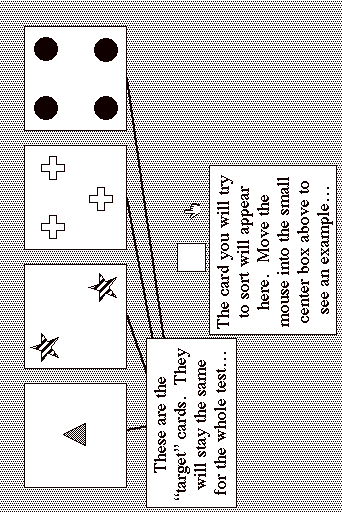 These are the
“target” cards.  They
will stay the same
for the whole test…
The card you will try
to sort will appear
here.  Move the
mouse into the small
center box above to
see an example…